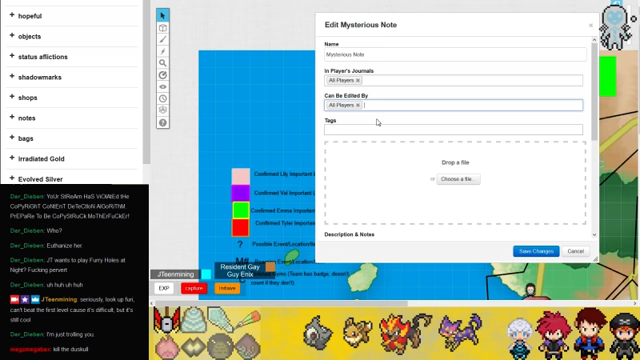 hopeful
objects
status aflictions
shadowmarks
shops
notes
bags
Irradiated Gold
Evolved Silver
Der_Dieben: YoUr StReAm HaS ViOlAtEd tHe
CoPyRiGhT CoNtEnT DeTeCtIoN AlGoRiThM
PrEpArE To Be CoPyStRuCk MoThErFuCkEr!
Der_Dieben: Who?
Der_Dieben: Euthanize her.
Der_Dieben: JT wants to play Furry Holes at
Night? Fucking pervert
Der_Dieben: uh huh uh huh
JTeenmining: seriously, look up furi,
can't beat the first level cause it's difficult, but it's
still cool
Der_Dieben: I'm just trolling you.
megamogabai: kill the duskull
Edit Mysterious Note
Name
Mysterious Note
In Player's Journals
All Players
Can Be Edited By
All Players
Tags
Drop a file
or Choose a file...
Description & Notes
Save Changes
Cancel
Confirmed Lily Important
Confirmed Val Important
Confirmed Emma Important
Confirmed Tyler Important
?
JTeenmining
Resident Gay
Guy Enix
EXP
capture